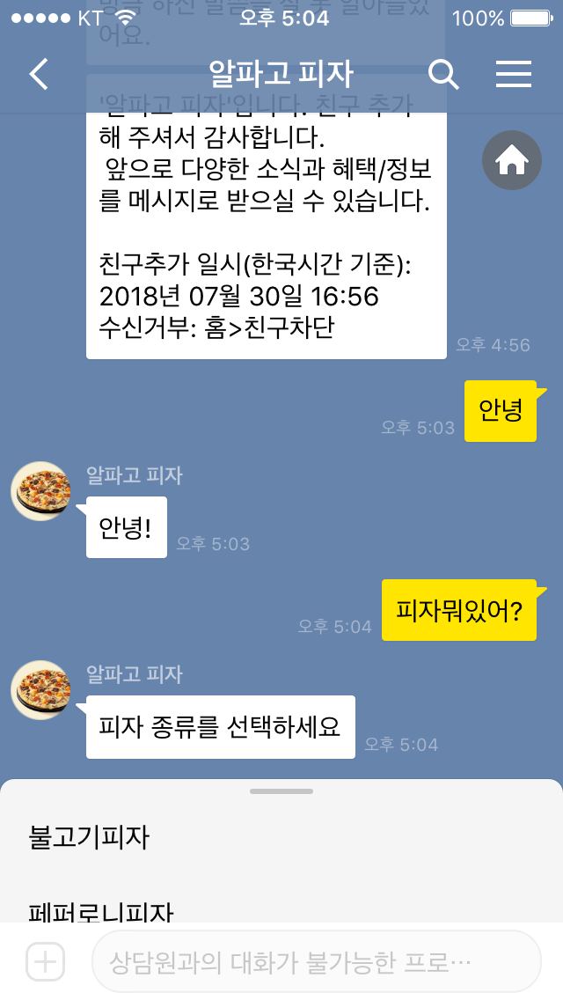 KT 오후 5:04 100%
방금 하신 말씀을 잘 못 알아들었
어요.
알파고 피자
'알파고 피자'입니다. 친구 추가
해 주셔서 감사합니다.
앞으로 다양한 소식과 혜택/정보
를 메시지로 받으실 수 있습니다.
친구추가 일시(한국시간 기준):
2018년 07월 30일 16:56
수신거부: 홈>친구차단
오후 4:56
안녕
오후 5:03
알파고 피자
안녕!
오후 5:03
피자뭐있어?
오후 5:04
알파고 피자
피자 종류를 선택하세요
오후 5:04
불고기피자
페퍼로니피자
상담원과의 대화가 불가능한 프로…